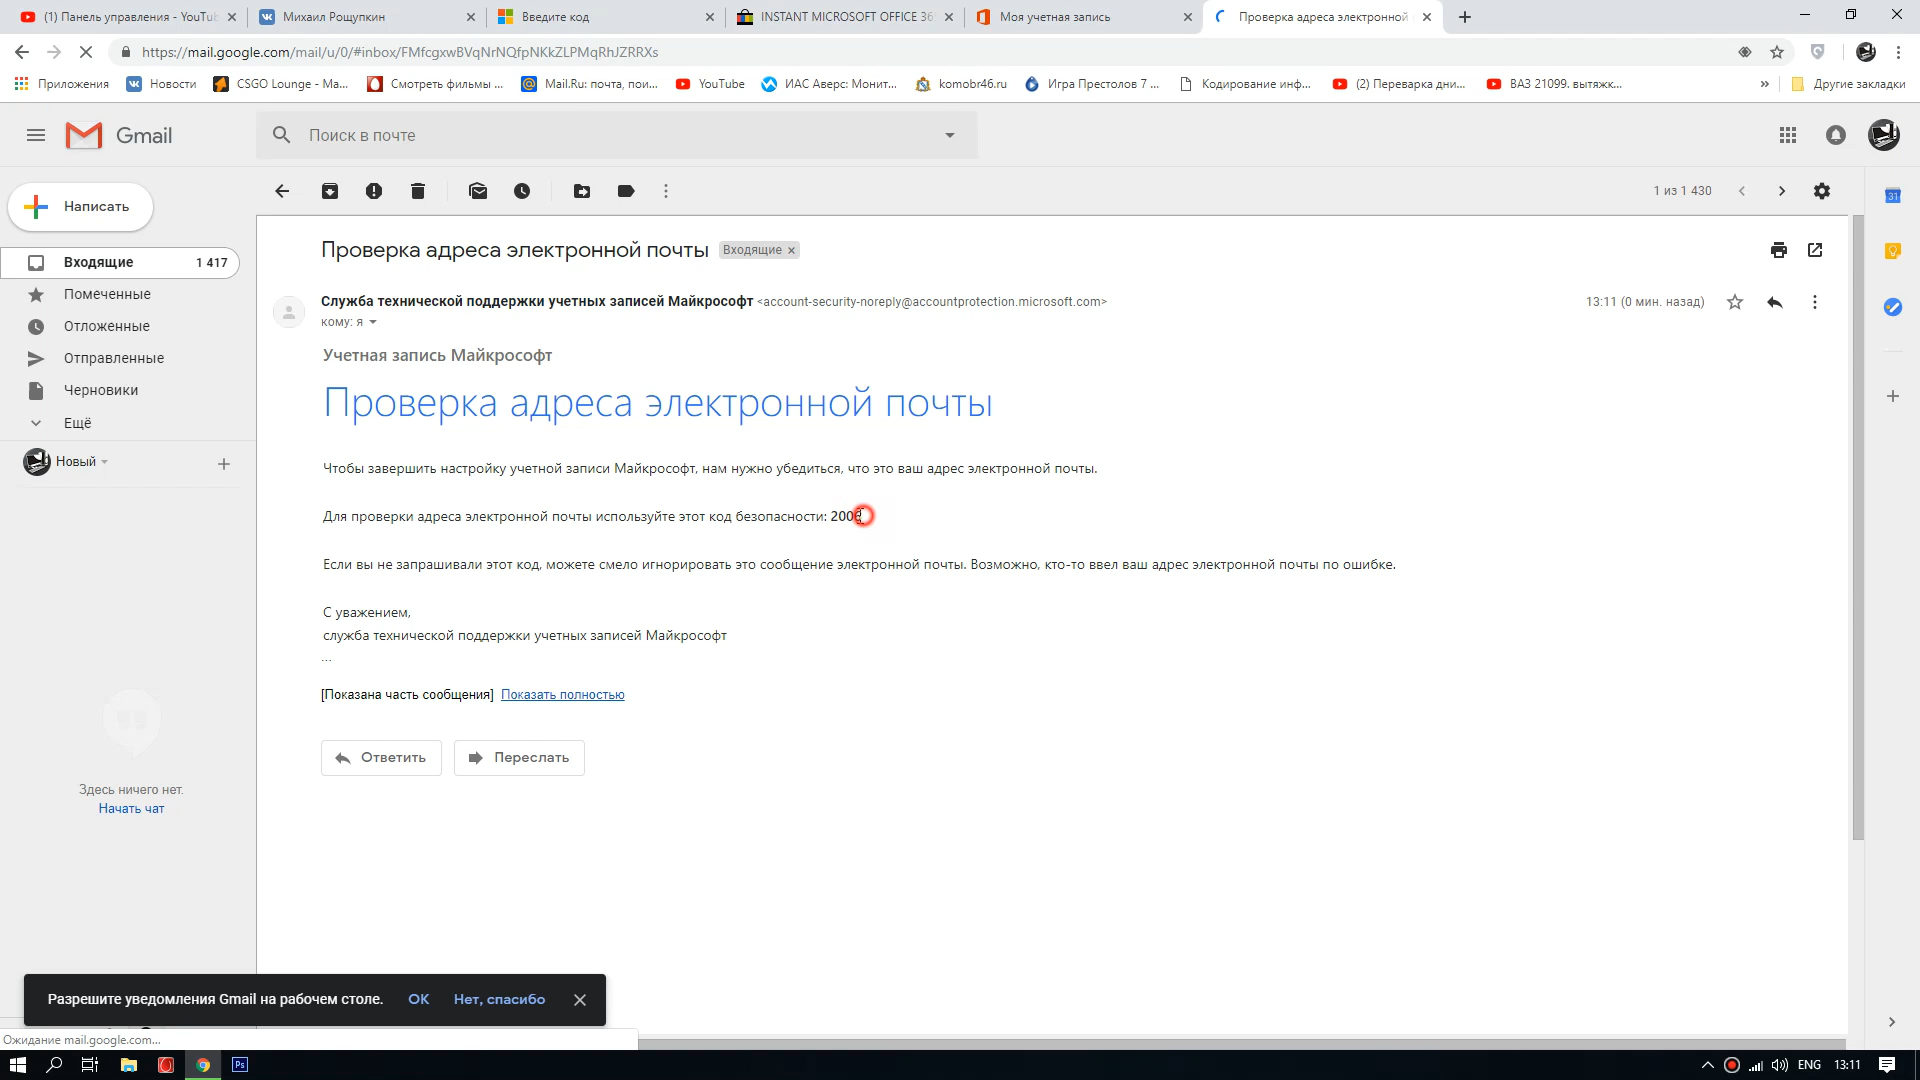 (1) Панель управления - YouTub
Михаил Рощупкин
Введите код
INSTANT MICROSOFT OFFICE 36
Моя учетная запись
Проверка адреса электронной
https://mail.google.com/mail/u/0/#inbox/FMfcgxwBVqNrNQfpNKkZLPMqRhJZRRXs
Приложения
Новости
CSGO Lounge - Ma...
Смотреть фильмы ...
Mail.Ru: почта, пои...
YouTube
ИАС Аверс: Монит...
komobr46.ru
Игра Престолов 7 ...
Кодирование инф...
(2) Переварка дни...
ВАЗ 21099. вытяжк...
»
Другие закладки
Gmail
Поиск в почте
Написать
1 из 1 430
31
Входящие 1 417
Помеченные
Отложенные
Отправленные
Черновики
Ещё
Новый
Здесь ничего нет.
Начать чат
Проверка адреса электронной почты
Входящие x
Служба технической поддержки учетных записей Майкрософт <account-security-noreply@accountprotection.microsoft.com>
13:11 (0 мин. назад)
кому: я
Учетная запись Майкрософт
Проверка адреса электронной почты
Чтобы завершить настройку учетной записи Майкрософт, нам нужно убедиться, что это ваш адрес электронной почты.
Для проверки адреса электронной почты используйте этот код безопасности:
Если вы не запрашивали этот код, можете смело игнорировать это сообщение электронной почты. Возможно, кто-то ввел ваш адрес электронной почты по ошибке.
С уважением,
служба технической поддержки учетных записей Майкрософт
...
[Показана часть сообщения] Показать полностью
Ответить
Переслать
Разрешите уведомления Gmail на рабочем столе. ОК Нет, спасибо
Ожидание mail.google.com...
Ps
ENG
13:11